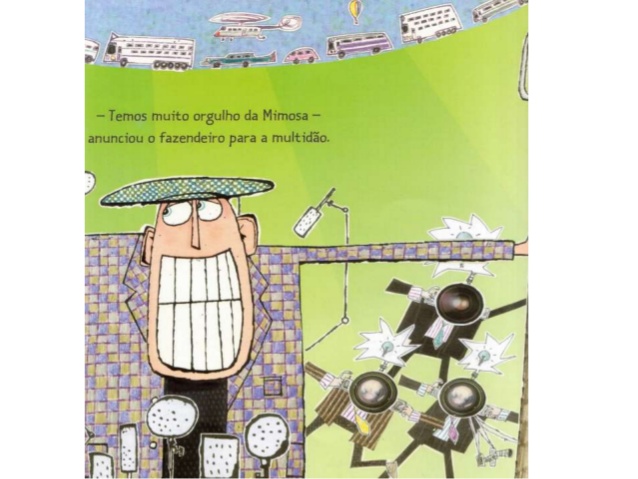 – Temos muito orgulho da Mimosa –
anunciou o fazendeiro para a multidão.